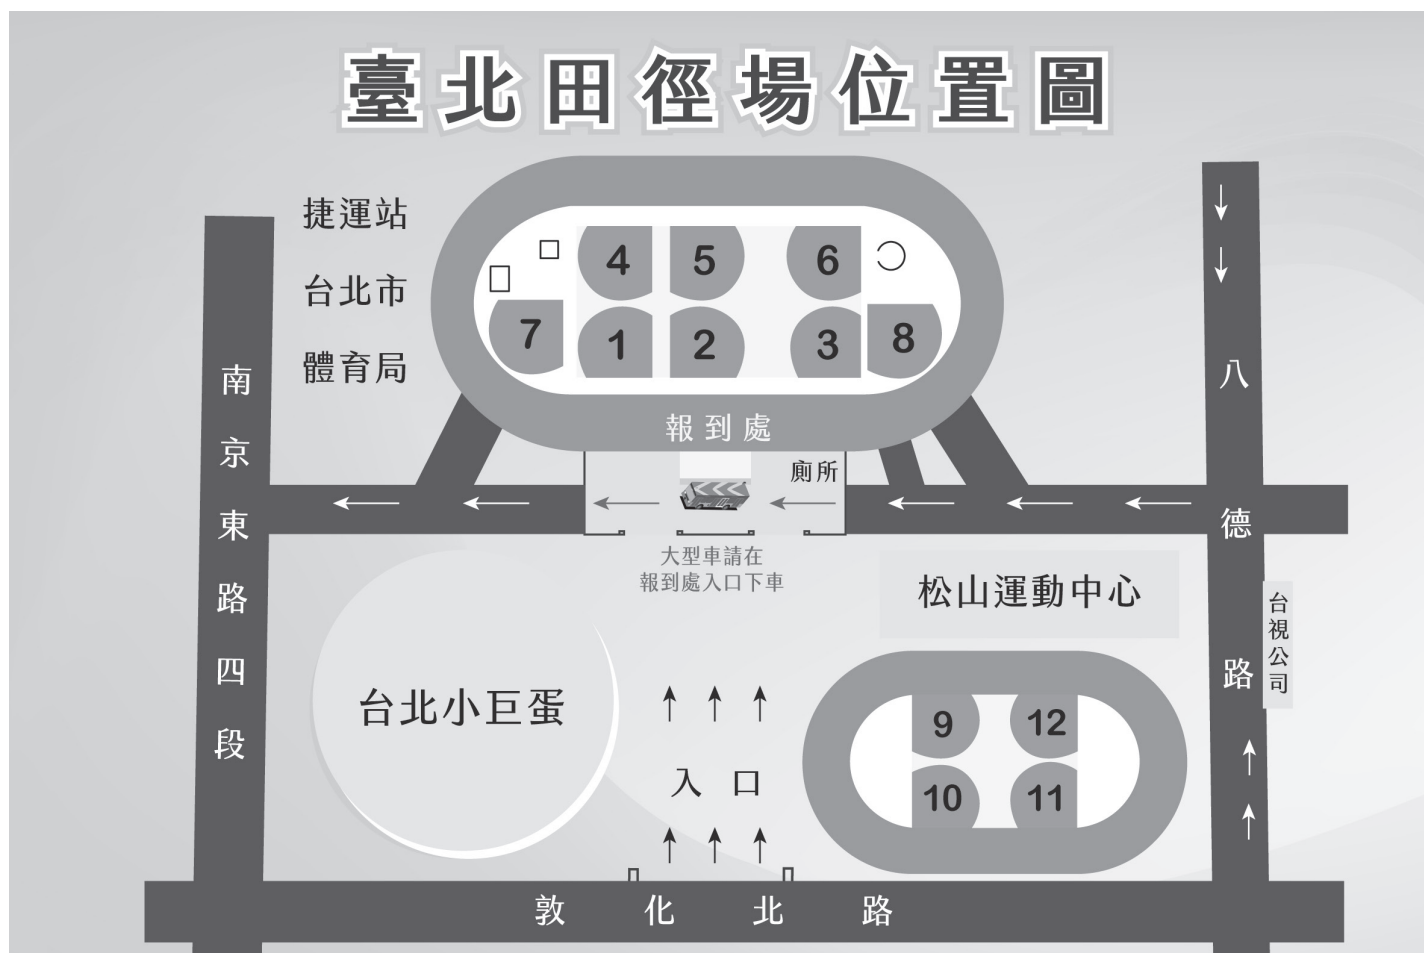 臺北田徑場位置圖
捷運站
台北市
體育局
4
5
6
7
1
2
3
8
報到處
廁所
大型車請在
報到處入口下車
南京東路四段
八德路
台視公司
松山運動中心
台北小巨蛋
9
12
10
11
入口
敦化北路